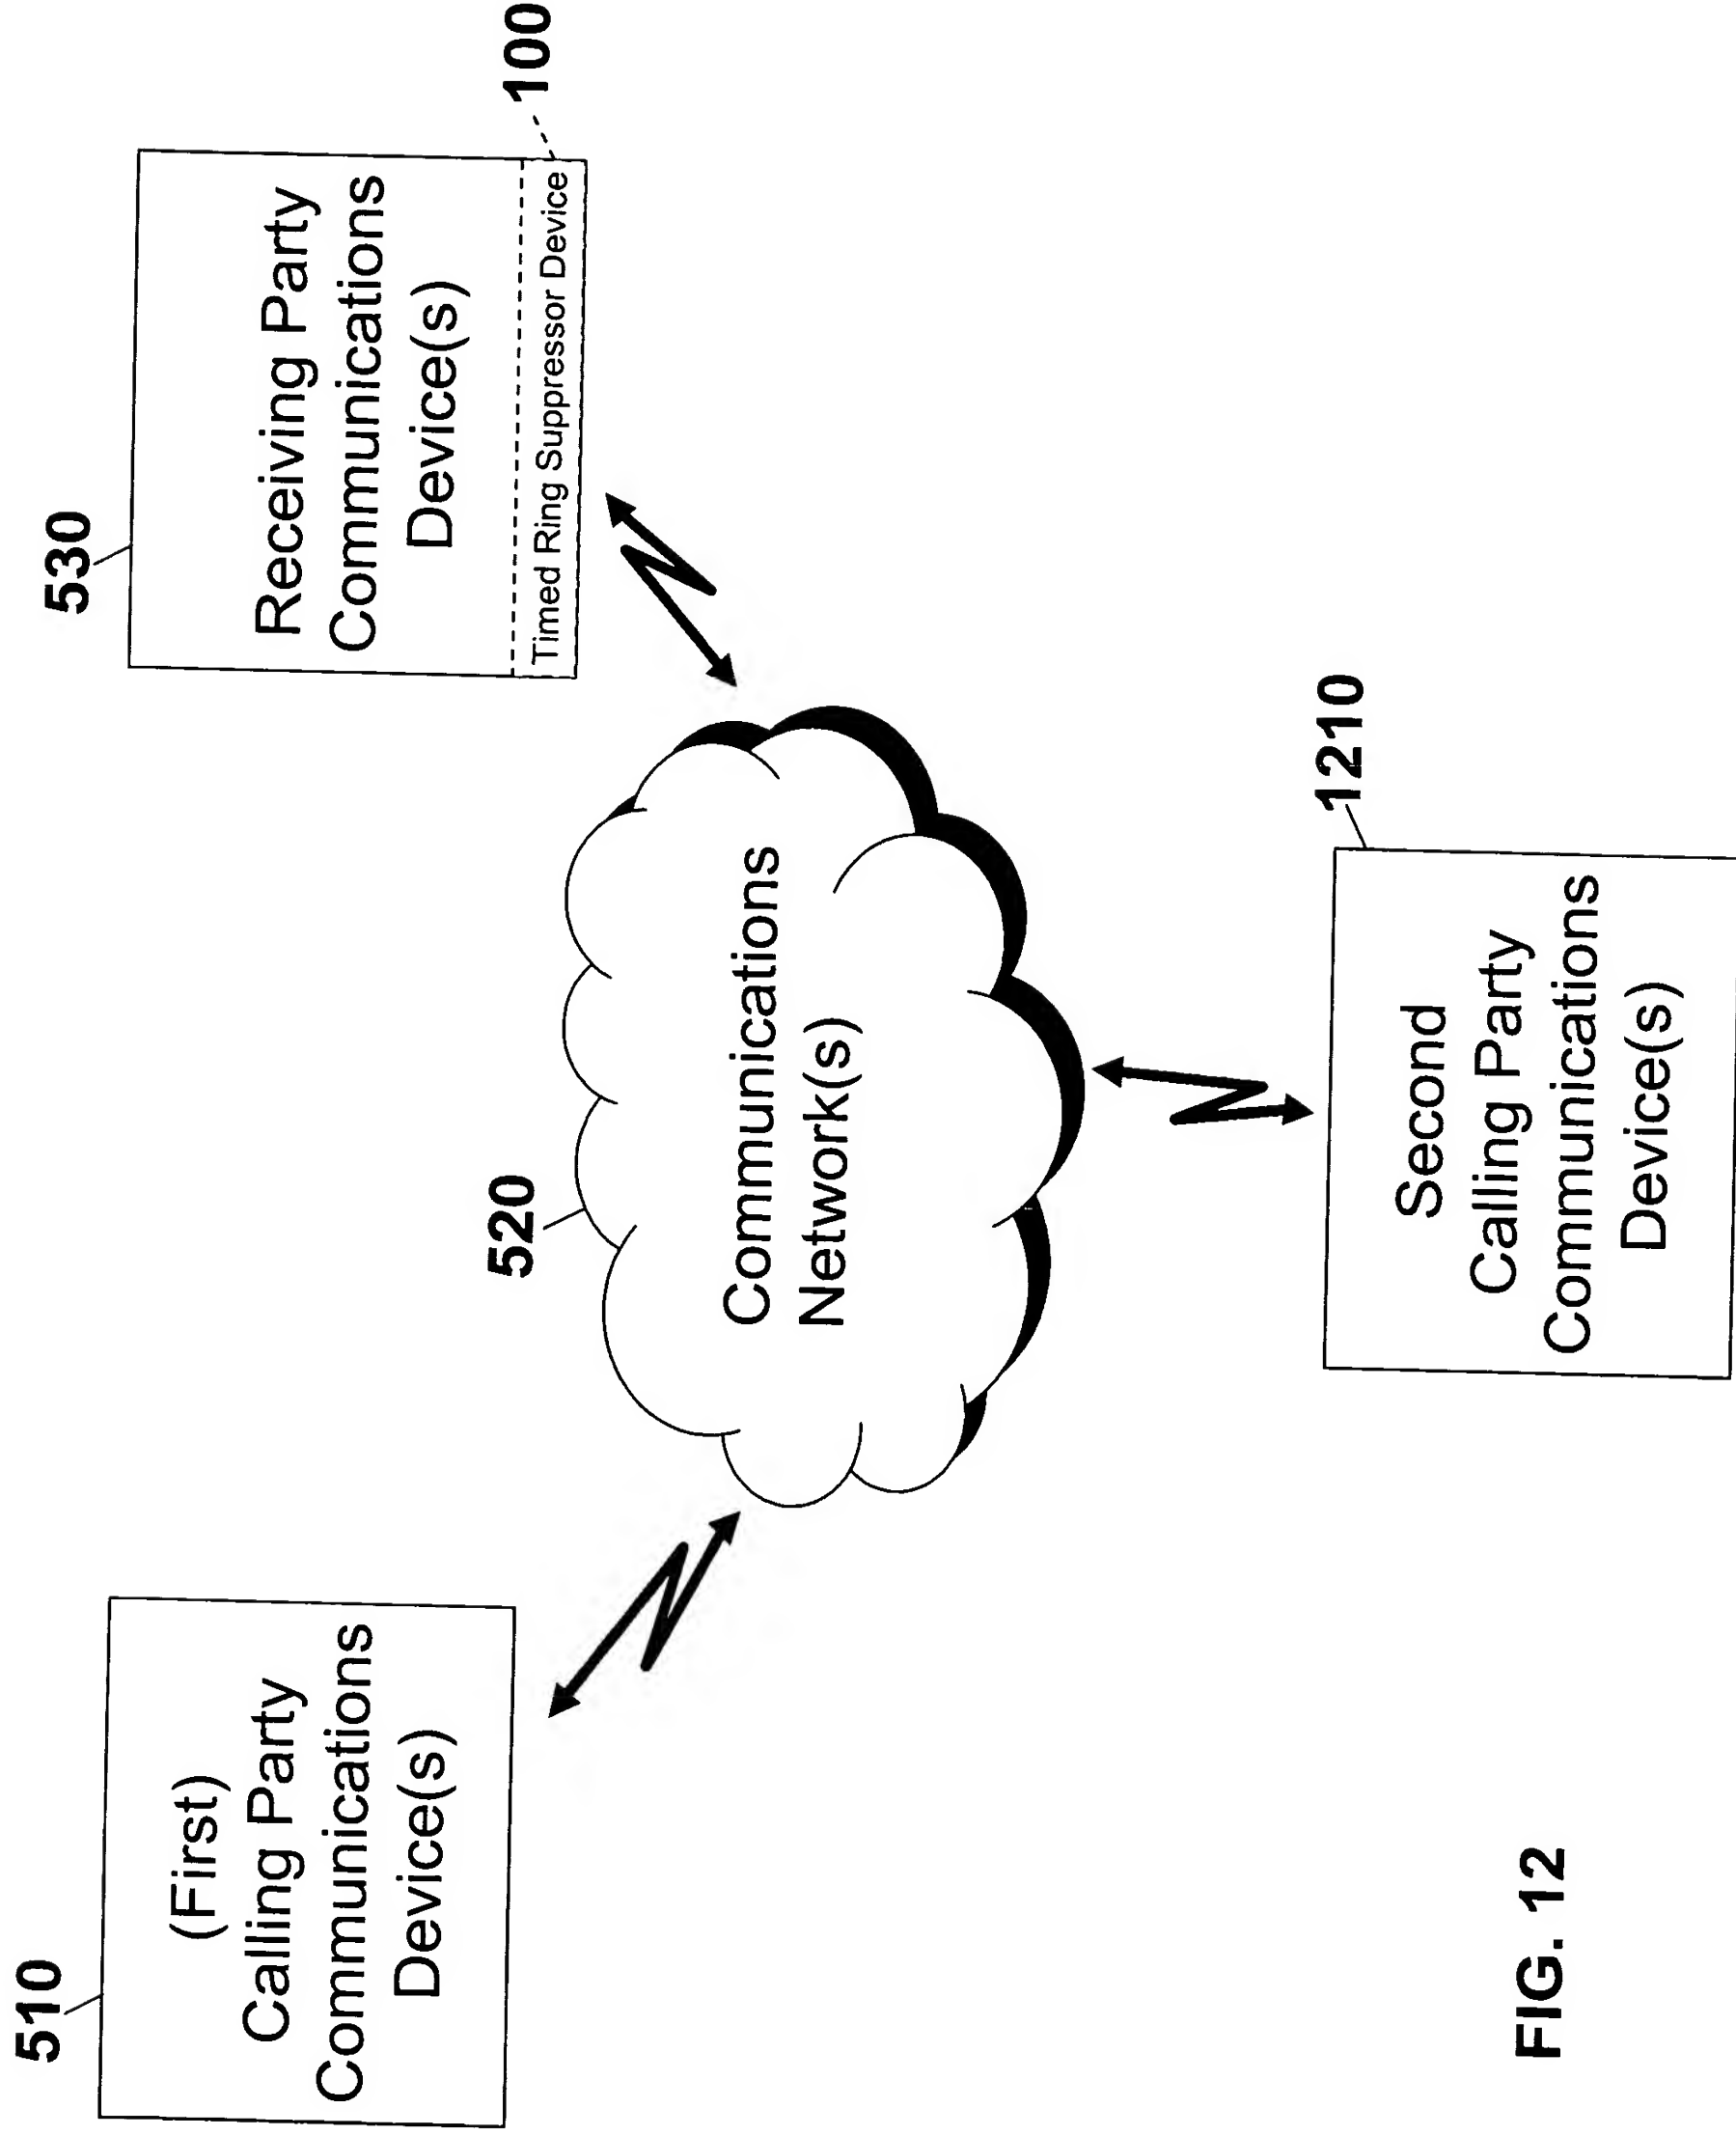 510
(First)
Calling Party
Communications
Device(s)
530
Receiving Party
Communications
Device(s)
Timed Ring Suppressor Device
100
520
Communications
Network(s)
1210
Second
Calling Party
Communications
Device(s)
FIG. 12